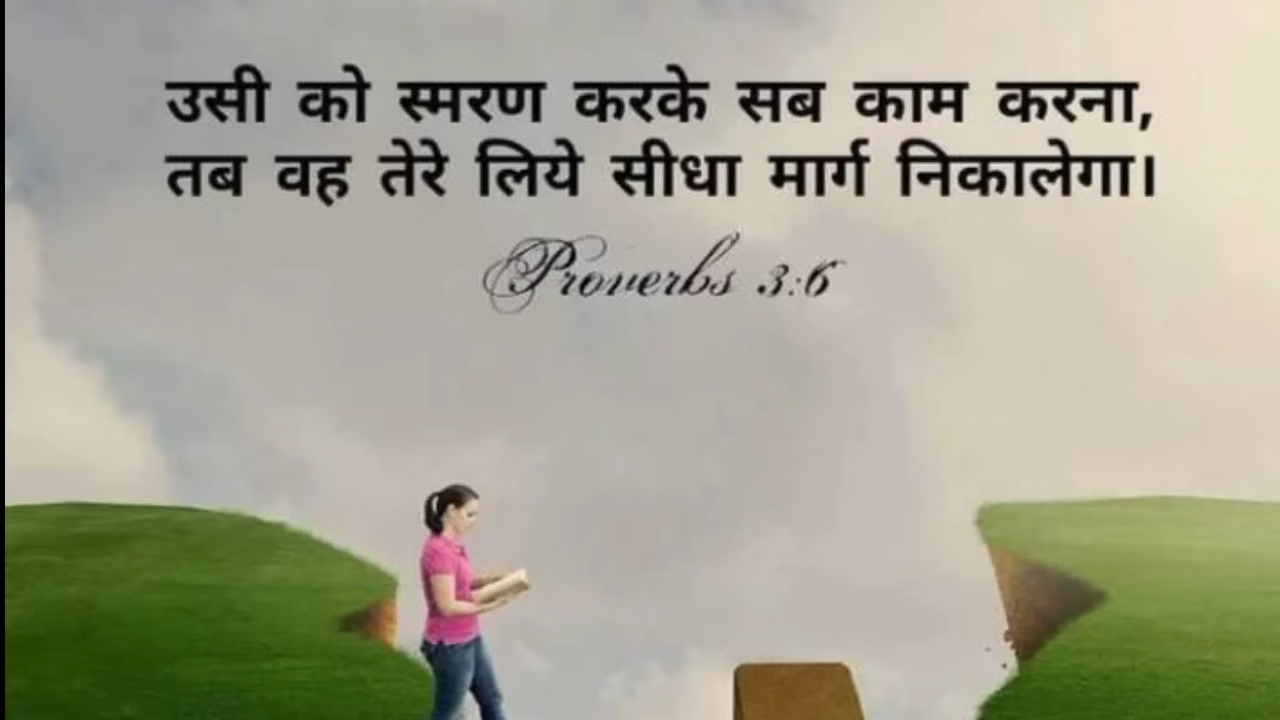 उसी को स्मरण करके सब काम करना,
तब वह तेरे लिये सीधा मार्ग निकालेगा।
Proverbs 3:6